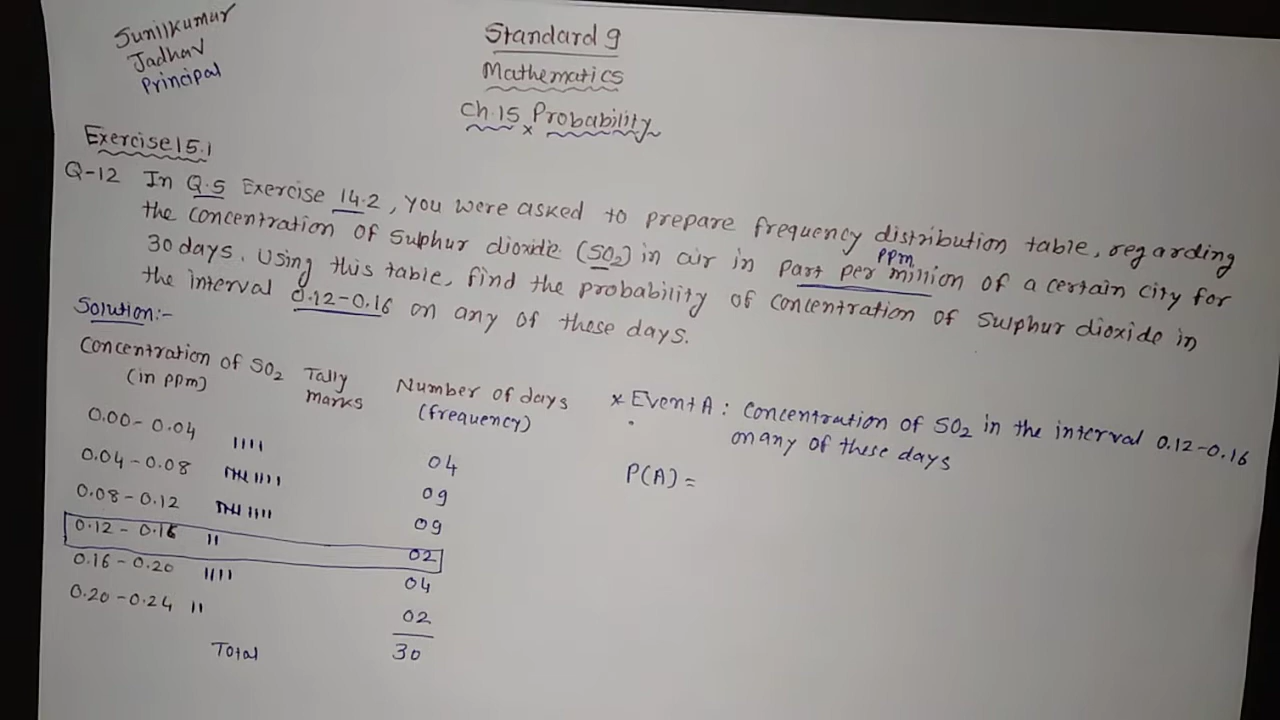 Sunilkumar
Jadhav
Principal
Standard 9
Mathematics
Ch.15 Probability
x
Exercise 15.1
Q-12 In Q.5 Exercise 14.2, you were asked to prepare frequency distribution table, regarding
the concentration of Sulphur dioxide (SO2) in air in part per million of a certain city for
PPM
30 days. Using this table, find the probability of concentration of Sulphur dioxide in
the interval 0.12-0.16 on any of these days.
Solution:-
Concentration of SO2 (in ppm) Tally marks Number of days (frequency)
0.00-0.04 |||| 04
0.04-0.08 𝍸 |||| 09
0.08-0.12 𝍸 |||| 09
0.12-0.16 || 02
0.16-0.20 |||| 04
0.20-0.24 || 02
Total 30
* Event A: Concentration of SO2 in the interval 0.12-0.16
on any of these days
P(A) =